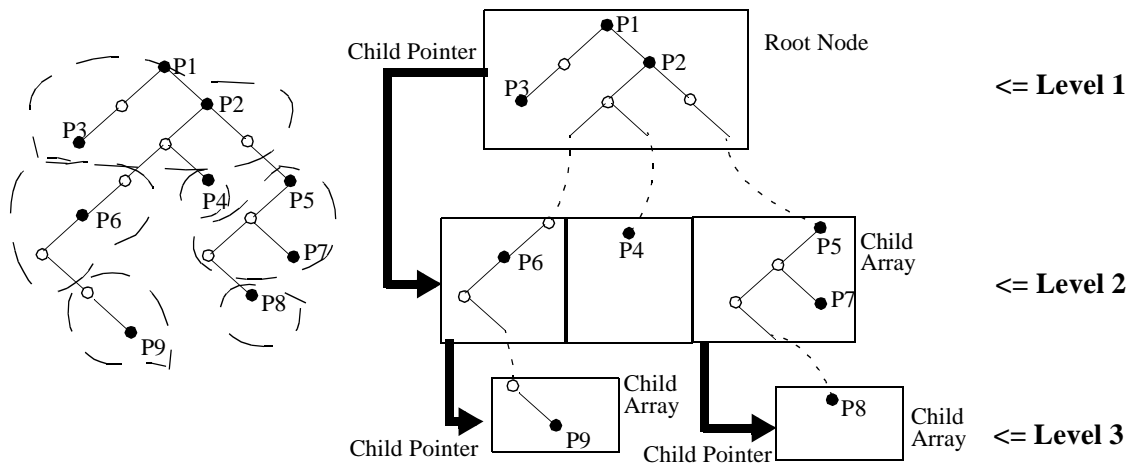 P1
P2
P3
P4
P5
P6
P7
P8
P9
Child Pointer
P1
P2
P3
Root Node
<= Level 1
P6
P4
P5
P7
Child
Array
<= Level 2
P9
Child
Array
Child Pointer
P8
Child
Array
Child Pointer
<= Level 3